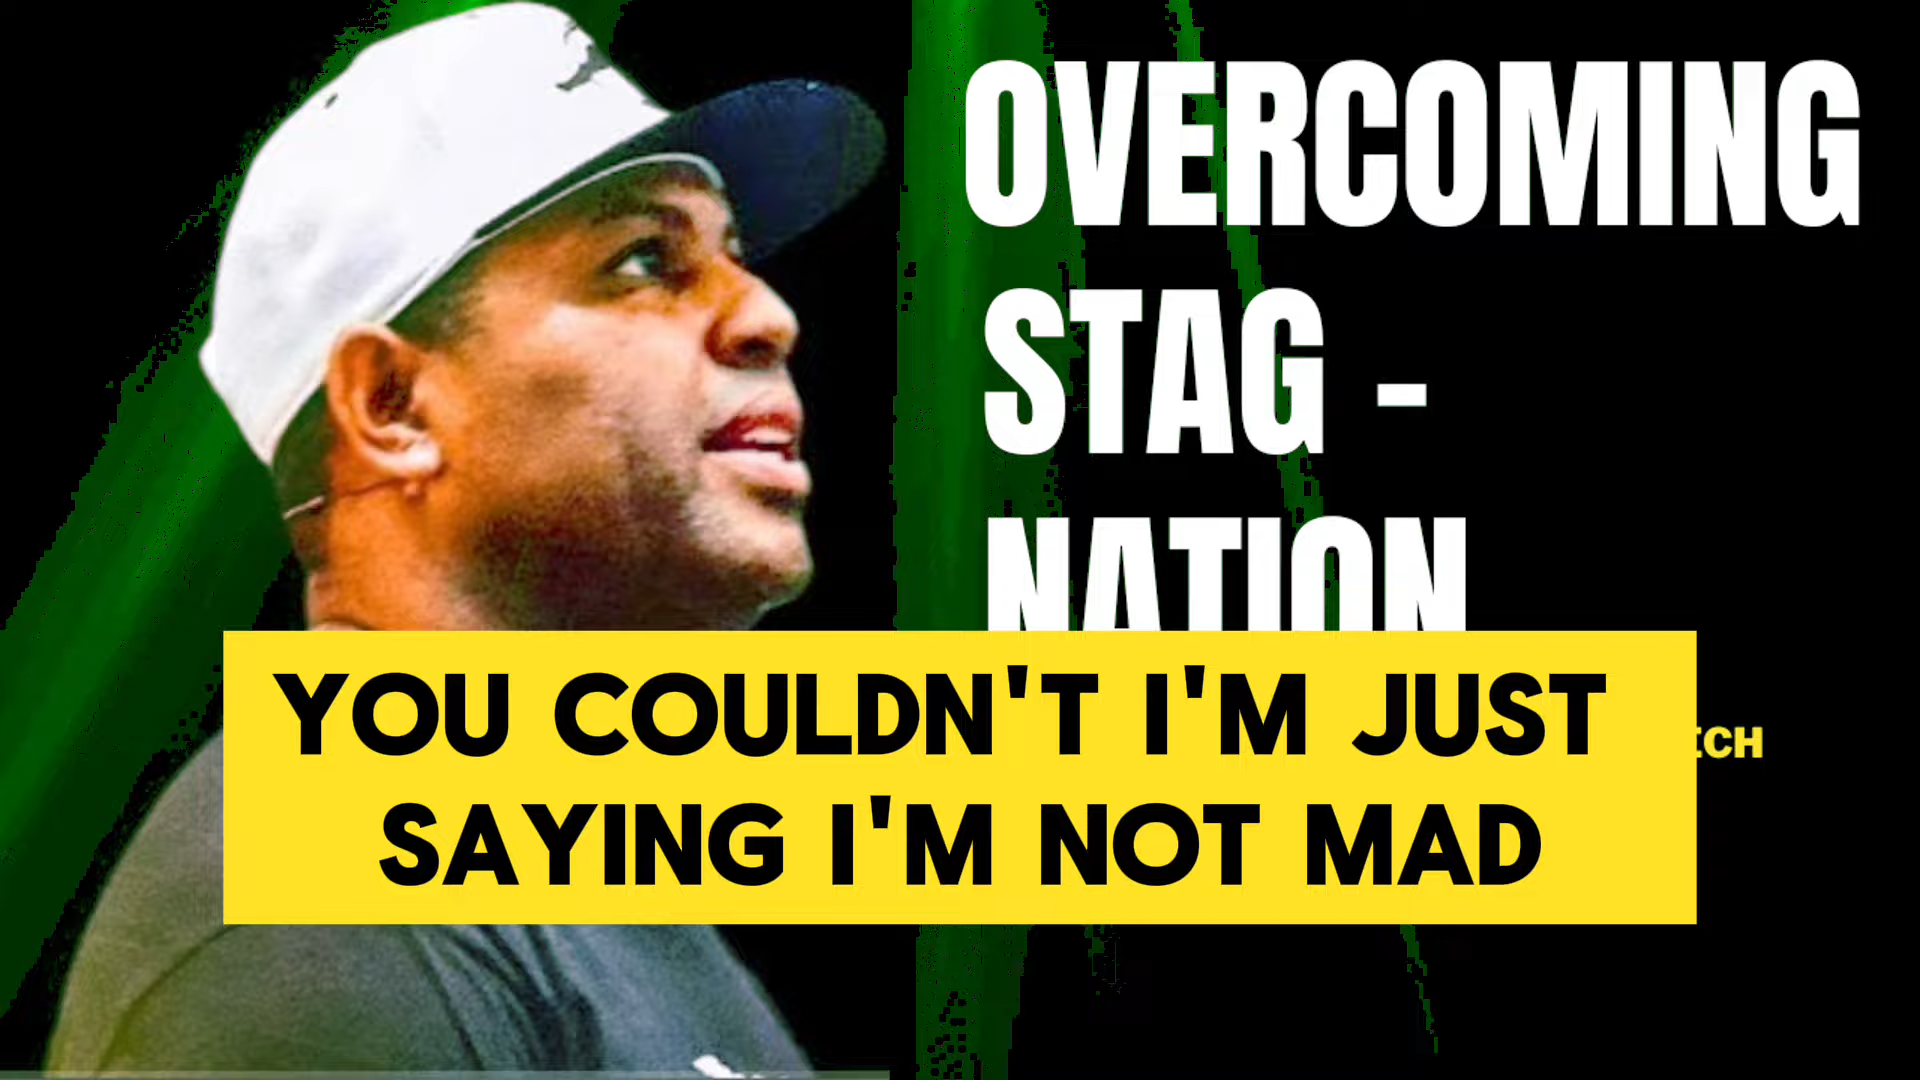 OVERCOMING
STAG -
NATION
YOU COULDN'T I'M JUST
SAYING I'M NOT MAD